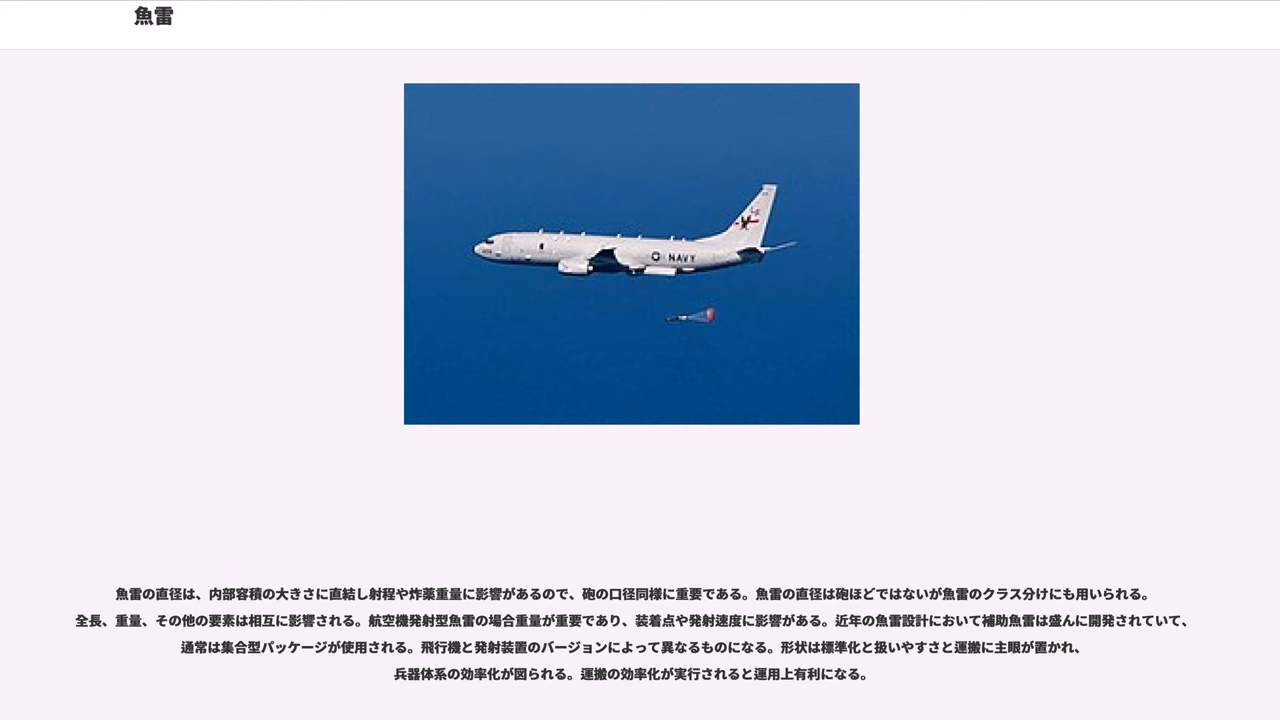 魚雷
NAVY
魚雷の直径は、内部容積の大きさに直結し射程や炸薬重量に影響があるので、砲の口径同様に重要である。魚雷の直径は砲ほどではないが魚雷のクラス分けにも用いられる。
全長、重量、その他の要素は相互に影響される。航空機発射型魚雷の場合重量が重要であり、装着点や発射速度に影響がある。近年の魚雷設計において補助魚雷は盛んに開発されていて、
通常は集合型パッケージが使用される。飛行機と発射装置のバージョンによって異なるものになる。形状は標準化と扱いやすさと運搬に主眼が置かれ、
兵器体系の効率化が図られる。運搬の効率化が実行されると運用上有利になる。